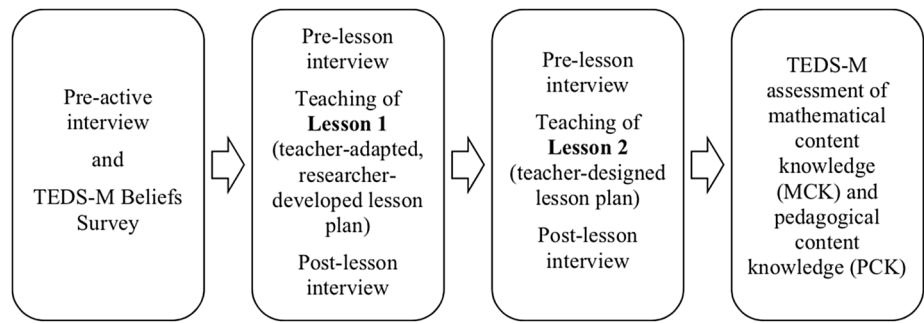 Pre-active
interview
and
TEDS-M Beliefs
Survey
Pre-lesson
interview
Teaching of
Lesson 1
(teacher-adapted,
researcher-
developed lesson
plan)
Post-lesson
interview
Pre-lesson
interview
Teaching of
Lesson 2
(teacher-designed
lesson plan)
Post-lesson
interview
TEDS-M
assessment of
mathematical
content
knowledge
(MCK) and
pedagogical
content
knowledge (PCK)